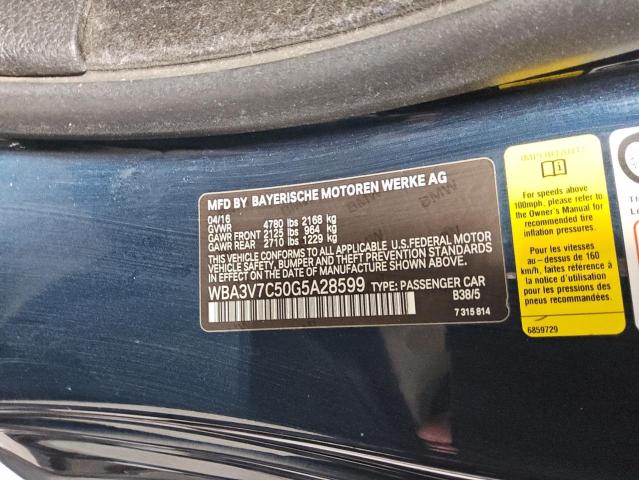 MFD BY BAYERISCHE MOTOREN WERKE AG
04/16
GVWR 4780 lbs 2168 kg
GAWR FRONT 2125 lbs 964 kg
GAWR REAR 2710 lbs 1229 kg
THIS VEHICLE CONFORMS TO ALL APPLICABLE U.S.FEDERAL MOTOR
VEHICLE SAFETY, BUMPER AND THEFT PREVENTION STANDARDS
IN EFFECT ON THE DATE OF MANUFACTURE SHOWN ABOVE.
WBA3V7C50G5A28599 TYPE: PASSENGER CAR
B38/5
7 315 814
IMPORTANT
For speeds above
100mph, please refer to
the Owner's Manual for
recommended tire
inflation pressures.
Pour les vitesses
au - dessus de 160
km/h, faites référence
au manuel d'instruction
pour les pressions des
pneus recommandées.
6859729